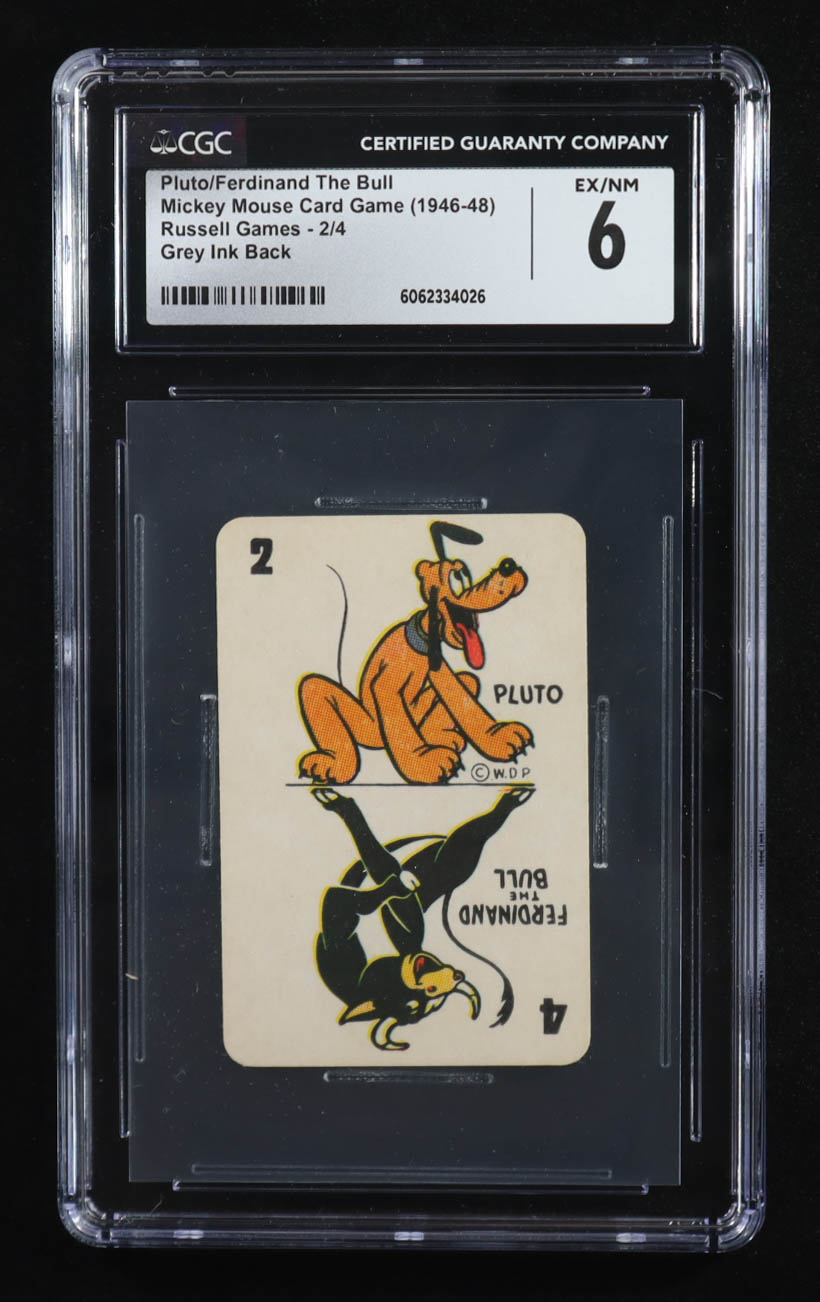 CGC
CERTIFIED GUARANTY COMPANY
Pluto/Ferdinand The Bull
Mickey Mouse Card Game (1946-48)
Russell Games - 2/4
Grey Ink Back
6062334026
EX/NM
6
2
PLUTO
© W.D P
FERDINAND
THE
BULL
4